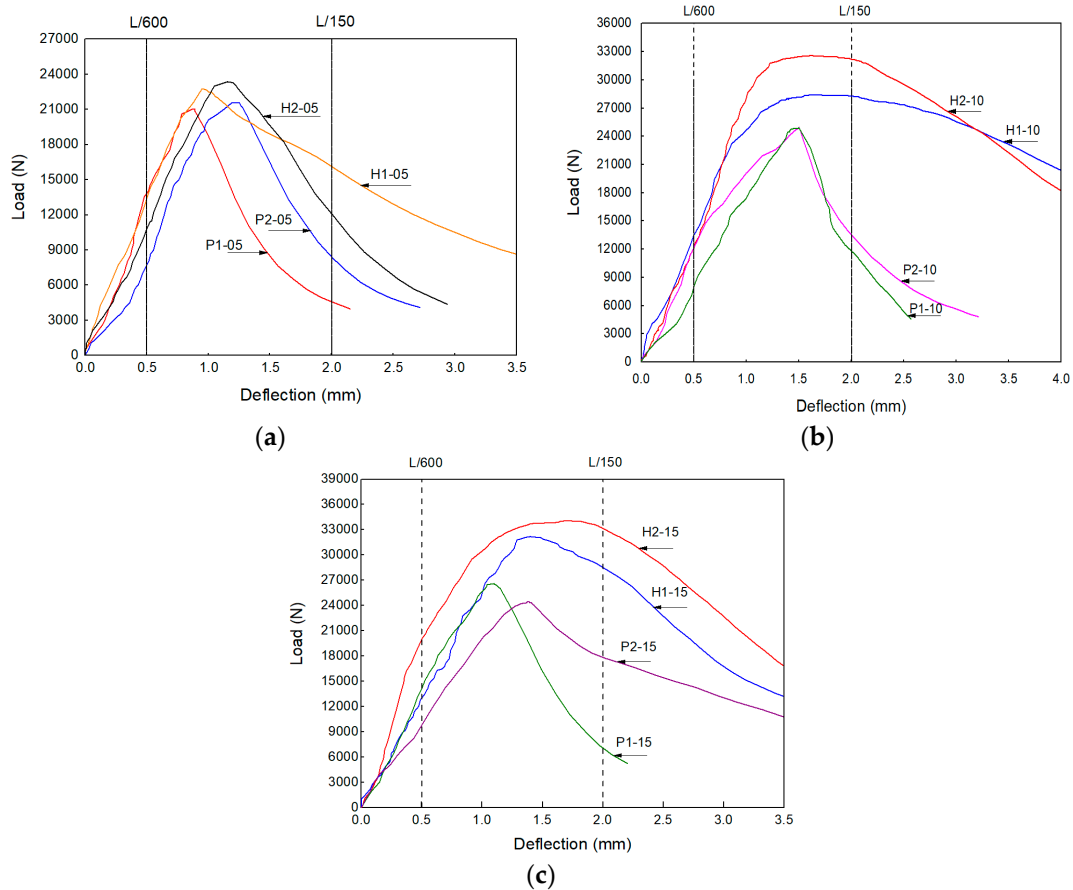 L/600 L/150
27000
24000
21000
18000
15000
12000
9000
6000
3000
0
Load (N)
H2-05
H1-05
P2-05
P1-05
0.0 0.5 1.0 1.5 2.0 2.5 3.0 3.5
Deflection (mm)
(a)
L/600 L/150
36000
33000
30000
27000
24000
21000
18000
15000
12000
9000
6000
3000
0
Load (N)
H2-10
H1-10
P2-10
P1-10
0.0 0.5 1.0 1.5 2.0 2.5 3.0 3.5 4.0
Deflection (mm)
(b)
L/600 L/150
39000
36000
33000
30000
27000
24000
21000
18000
15000
12000
9000
6000
3000
0
Load (N)
H2-15
H1-15
P2-15
P1-15
0.0 0.5 1.0 1.5 2.0 2.5 3.0 3.5
Deflection (mm)
(c)